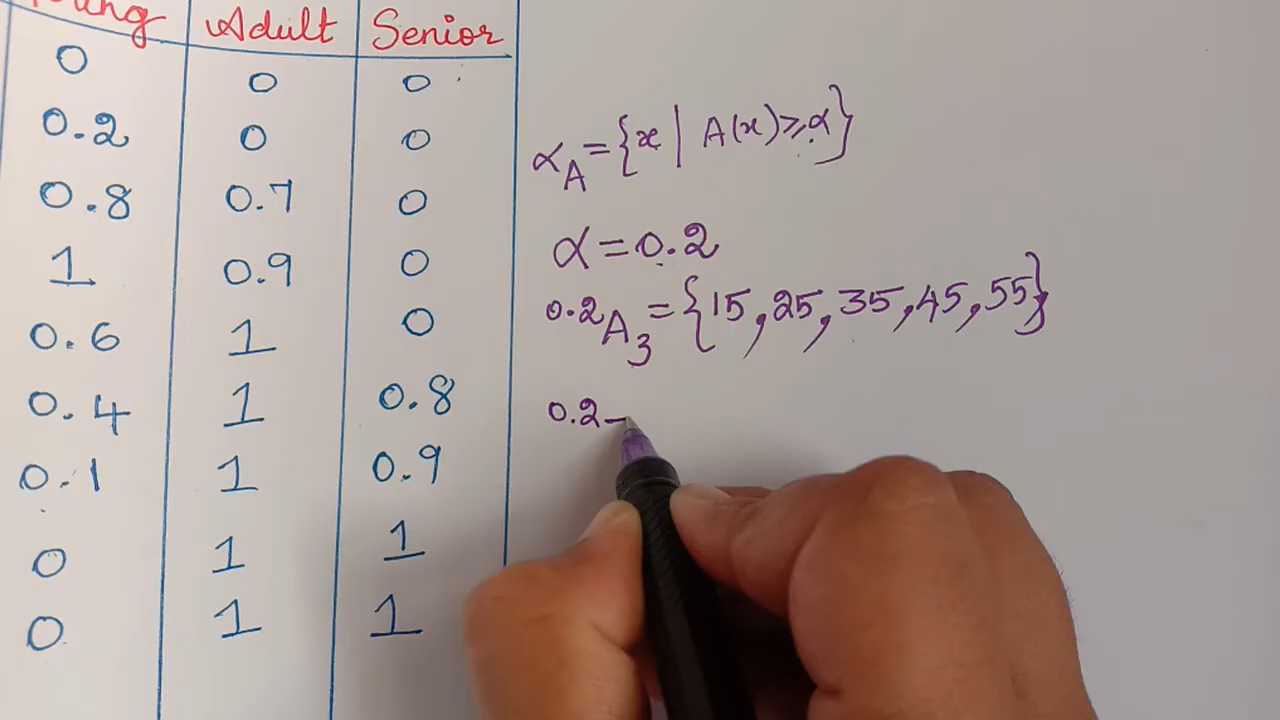 Adult Senior
0 0 0
0.2 0 0
0.8 0.7 0
1 0.9 0
0.6 1 0
0.4 1 0.8
0.1 1 0.9
0 1 1
0 1 1
αA = {x | A(x) ≥ α}
α = 0.2
0.2A3 = {15, 25, 35, 45, 55}
0.2